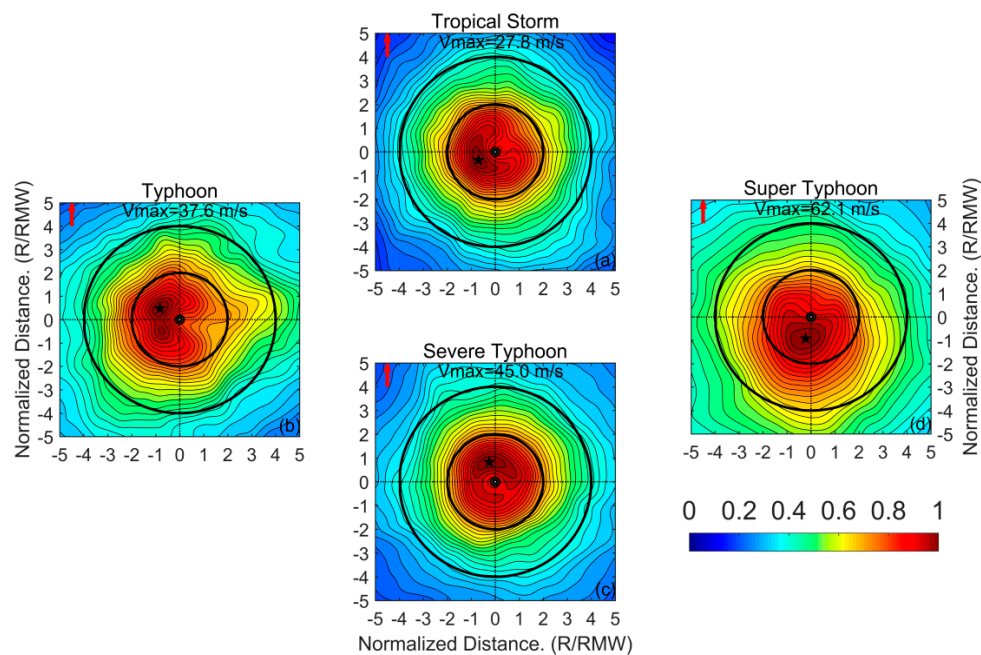 Tropical Storm
Vmax=27.8 m/s
5
4
3
2
1
0
-1
-2
-3
-4
-5
(a)
-5 -4 -3 -2 -1 0 1 2 3 4 5
Typhoon
Vmax=37.6 m/s
Normalized Distance. (R/RMW)
5
4
3
2
1
0
-1
-2
-3
-4
-5
(b)
-5 -4 -3 -2 -1 0 1 2 3 4 5
Severe Typhoon
Vmax=45.0 m/s
5
4
3
2
1
0
-1
-2
-3
-4
-5
(c)
-5 -4 -3 -2 -1 0 1 2 3 4 5
Normalized Distance. (R/RMW)
Super Typhoon
Vmax=62.1 m/s
5
4
3
2
1
0
-1
-2
-3
-4
-5
Normalized Distance. (R/RMW)
(d)
-5 -4 -3 -2 -1 0 1 2 3 4 5
0 0.2 0.4 0.6 0.8 1